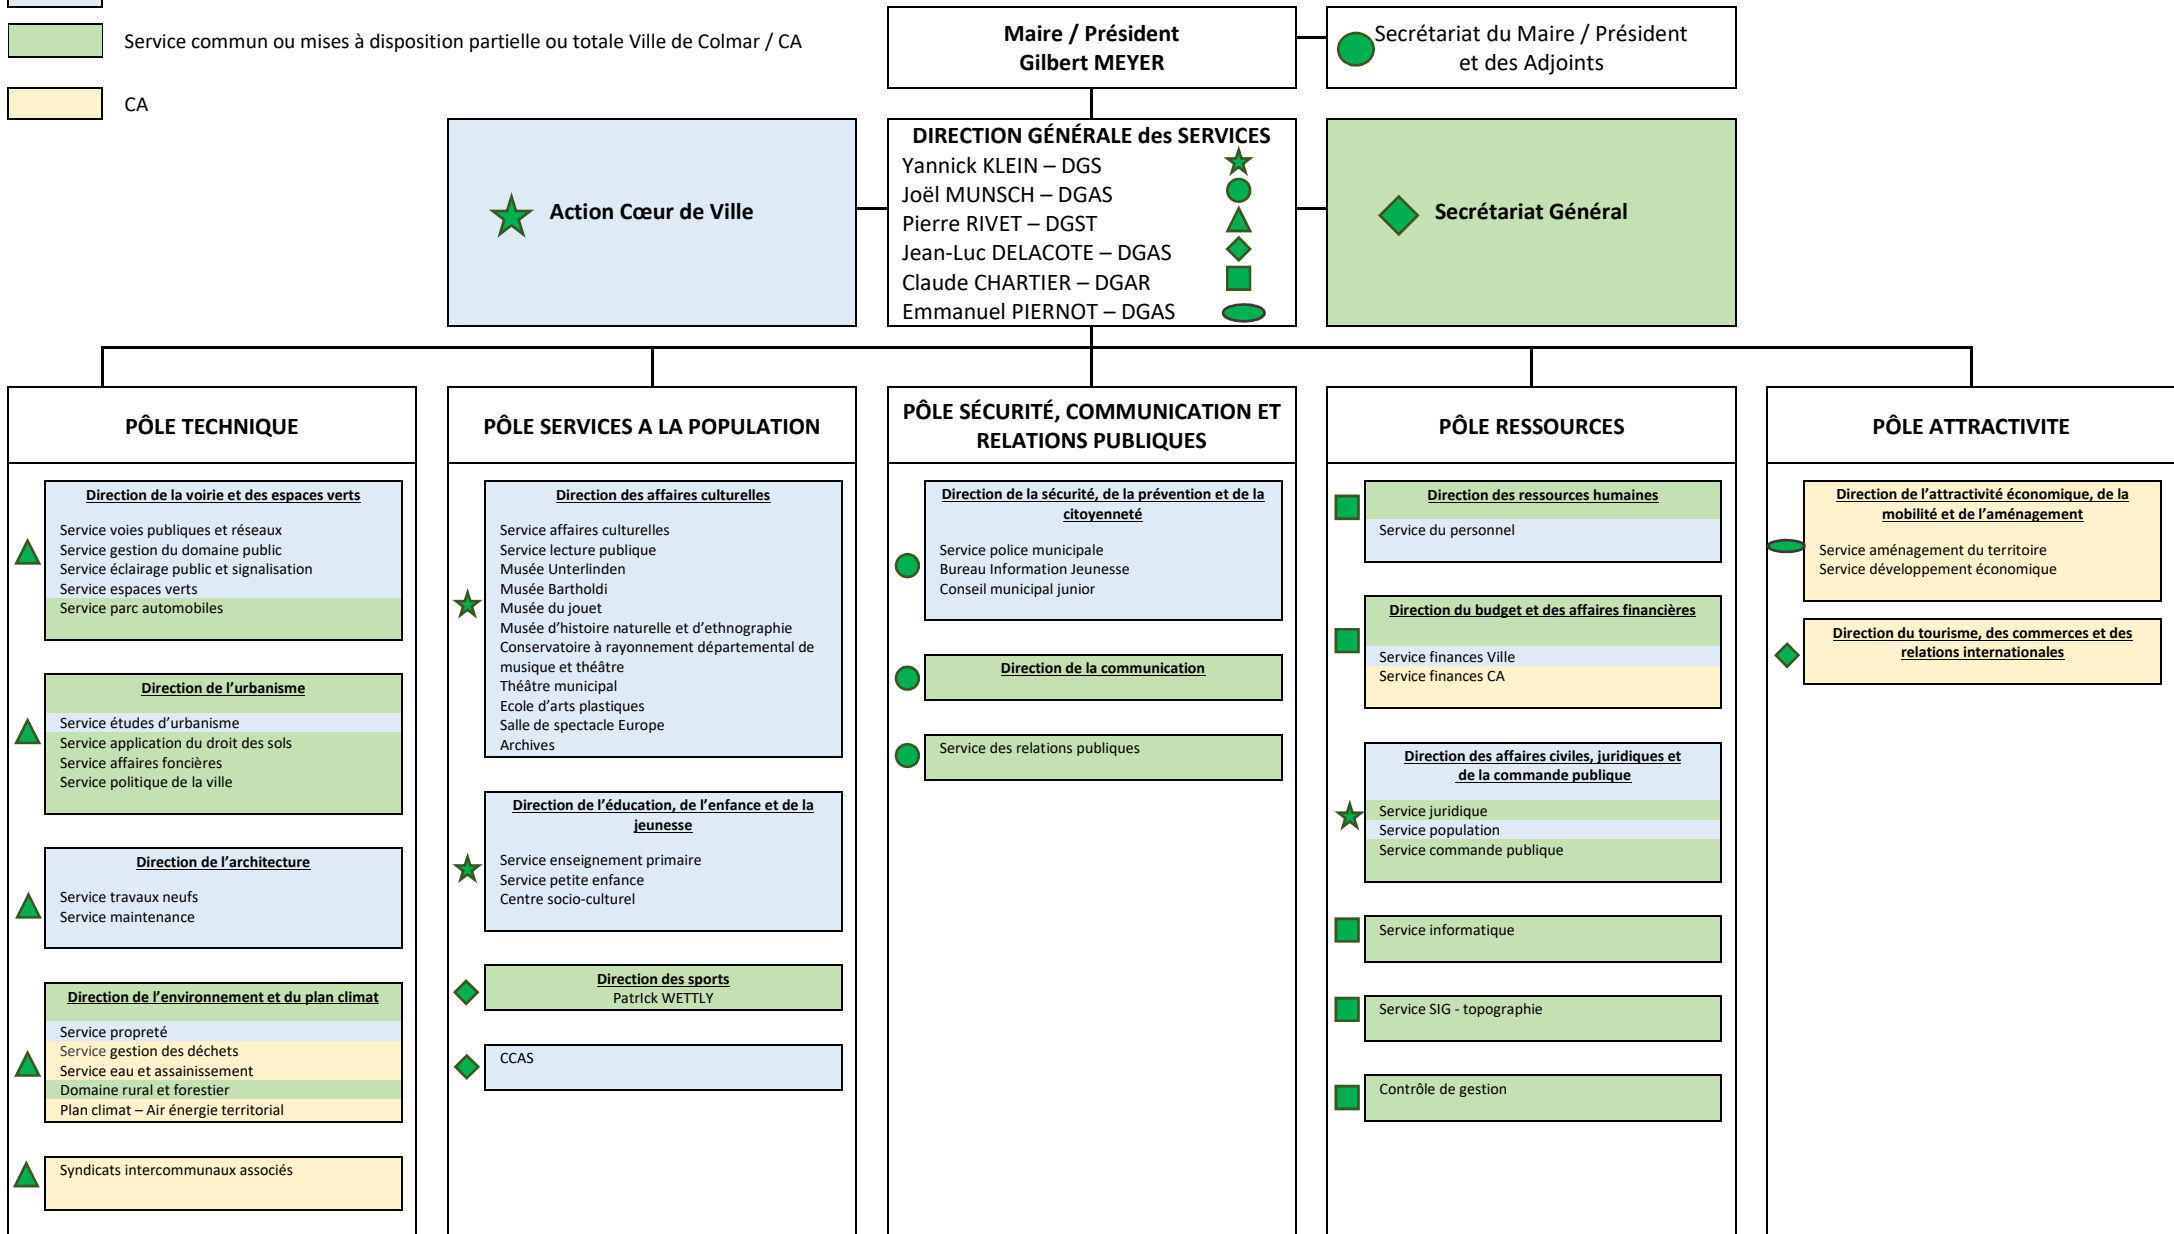 Service commun ou mises à disposition partielle ou totale Ville de Colmar / CA
CA
Maire / Président
Gilbert MEYER
Secrétariat du Maire / Président
et des Adjoints
Action Cœur de Ville
DIRECTION GÉNÉRALE des SERVICES
Yannick KLEIN – DGS
Joël MUNSCH – DGAS
Pierre RIVET – DGST
Jean-Luc DELACOTE – DGAS
Claude CHARTIER – DGAR
Emmanuel PIERNOT – DGAS
Secrétariat Général
PÔLE TECHNIQUE
Direction de la voirie et des espaces verts
Service voies publiques et réseaux
Service gestion du domaine public
Service éclairage public et signalisation
Service espaces verts
Service parc automobiles
Direction de l'urbanisme
Service études d'urbanisme
Service application du droit des sols
Service affaires foncières
Service politique de la ville
Direction de l'architecture
Service travaux neufs
Service maintenance
Direction de l'environnement et du plan climat
Service propreté
Service gestion des déchets
Service eau et assainissement
Domaine rural et forestier
Plan climat – Air énergie territorial
Syndicats intercommunaux associés
PÔLE SERVICES A LA POPULATION
Direction des affaires culturelles
Service affaires culturelles
Service lecture publique
Musée Unterlinden
Musée Bartholdi
Musée du jouet
Musée d'histoire naturelle et d'ethnographie
Conservatoire à rayonnement départemental de
musique et théâtre
Théâtre municipal
Ecole d'arts plastiques
Salle de spectacle Europe
Archives
Direction de l'éducation, de l'enfance et de la
jeunesse
Service enseignement primaire
Service petite enfance
Centre socio-culturel
Direction des sports
PatrIck WETTLY
CCAS
PÔLE SÉCURITÉ, COMMUNICATION ET
RELATIONS PUBLIQUES
Direction de la sécurité, de la prévention et de la
citoyenneté
Service police municipale
Bureau Information Jeunesse
Conseil municipal junior
Direction de la communication
Service des relations publiques
PÔLE RESSOURCES
Direction des ressources humaines
Service du personnel
Direction du budget et des affaires financières
Service finances Ville
Service finances CA
Direction des affaires civiles, juridiques et
de la commande publique
Service juridique
Service population
Service commande publique
Service informatique
Service SIG - topographie
Contrôle de gestion
PÔLE ATTRACTIVITE
Direction de l'attractivité économique, de la
mobilité et de l'aménagement
Service aménagement du territoire
Service développement économique
Direction du tourisme, des commerces et des
relations internationales